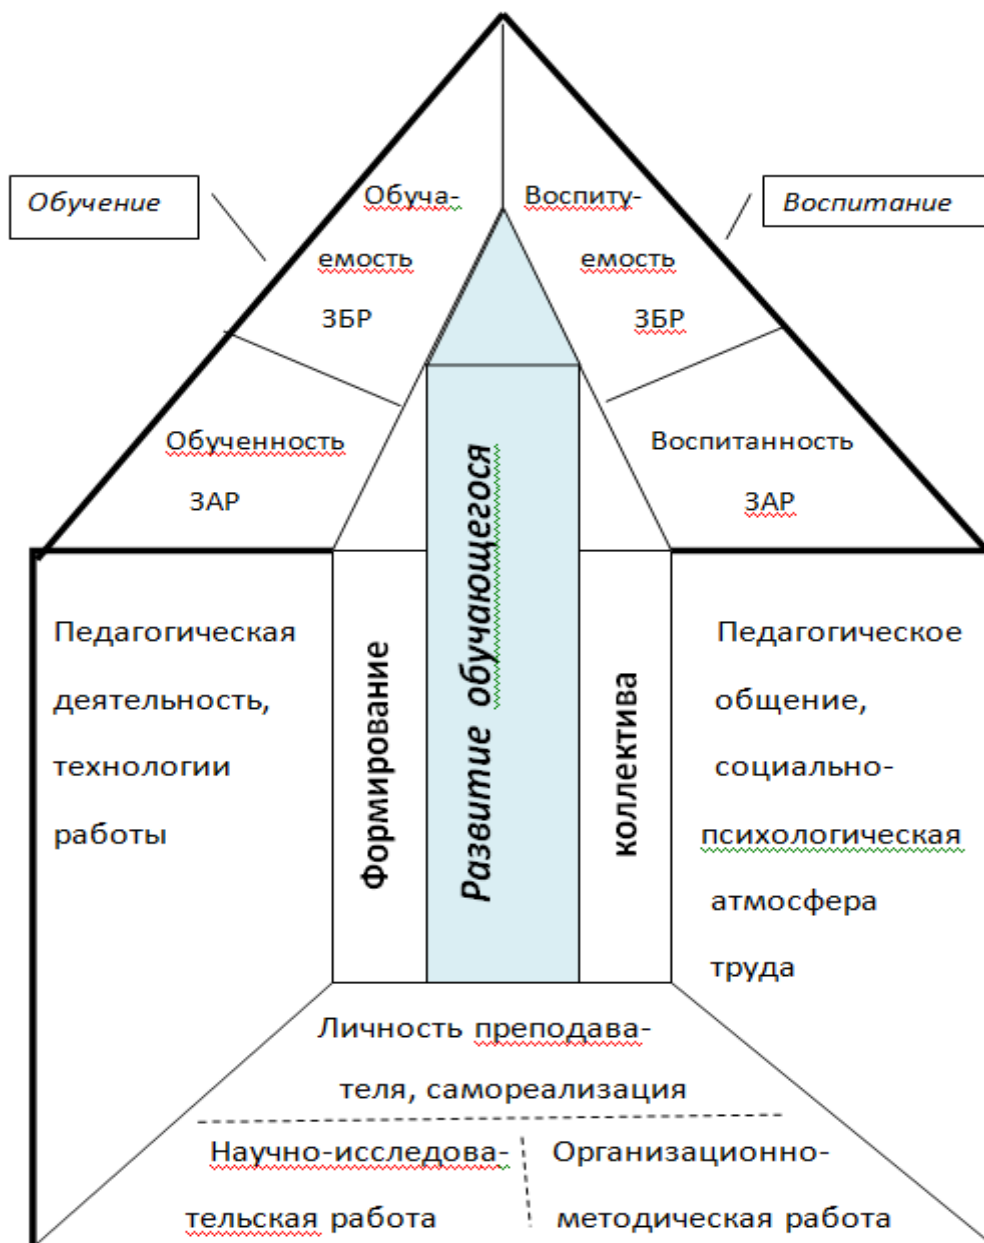 Обучение
Воспитание
Обуча-
емость
ЗБР
Воспиту-
емость
ЗБР
Обученность
ЗАР
Воспитанность
ЗАР
Педагогическая
деятельность,
технологии
работы
Формирование
Развитие обучающегося
коллектива
Педагогическое
общение,
социально-
психологическая
атмосфера
труда
Личность преподава-
теля, самореализация
Научно-исследова-
тельская работа
Организационно-
методическая работа